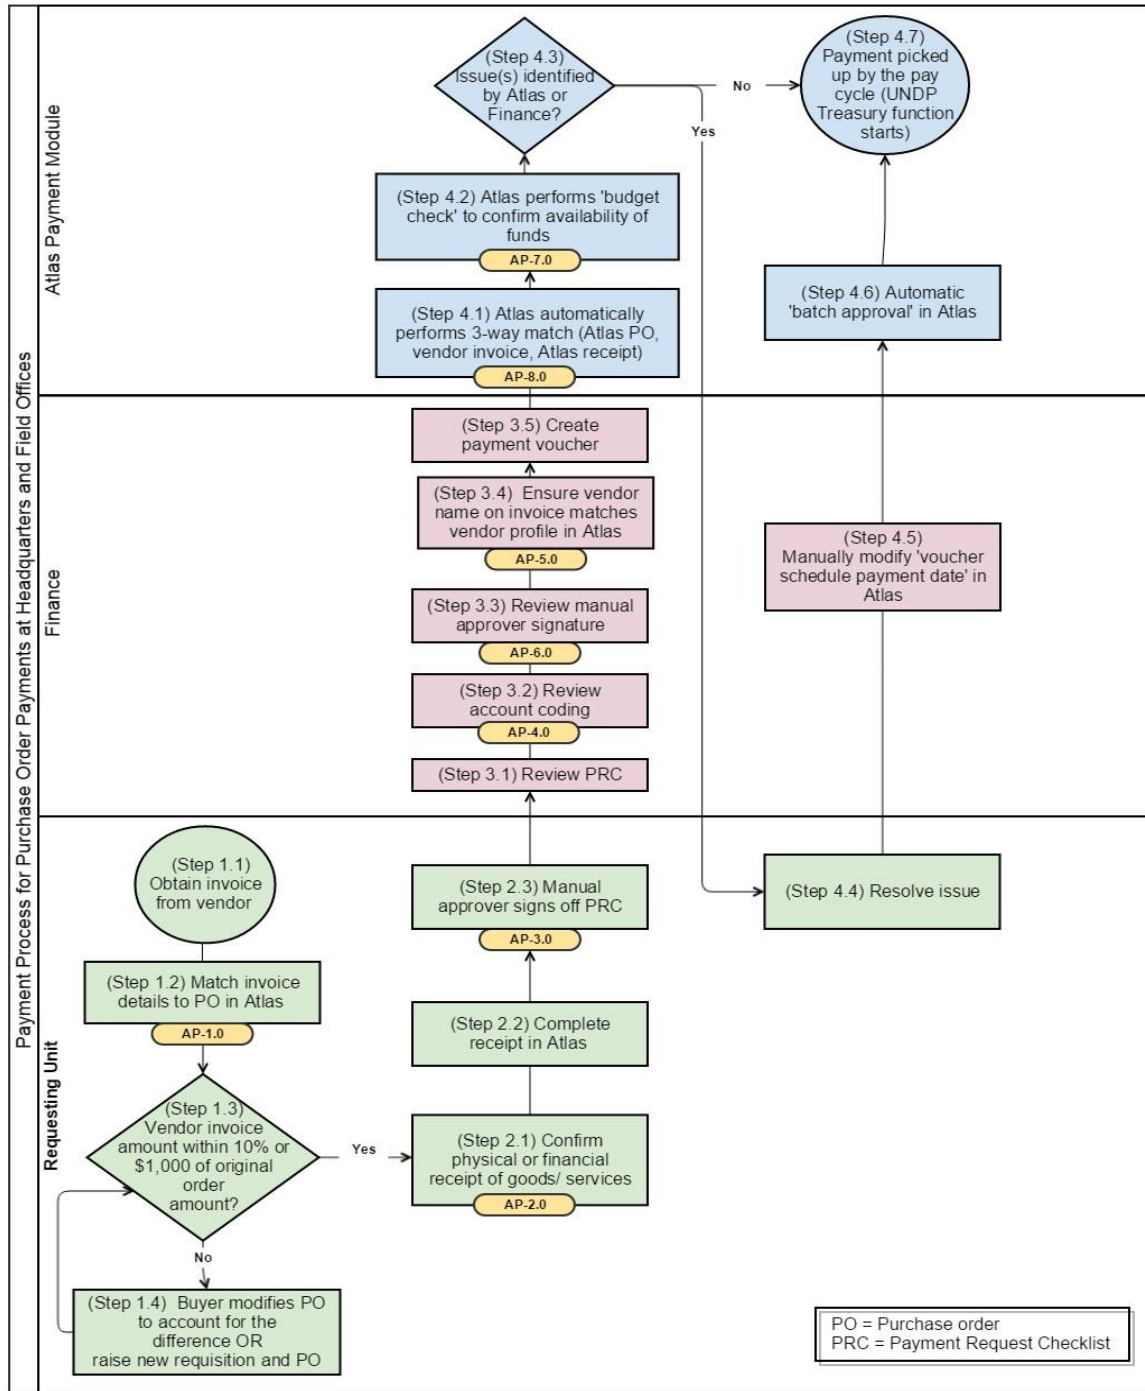 Payment Process for Purchase Order Payments at Headquarters and Field Offices
Atlas Payment Module
(Step 4.3)
Issue(s) identified
by Atlas or
Finance?
No
Yes
(Step 4.7)
Payment picked
up by the pay
cycle (UNDP
Treasury function
starts)
(Step 4.2) Atlas performs 'budget
check' to confirm availability of
funds
AP-7.0
(Step 4.1) Atlas automatically
performs 3-way match (Atlas PO,
vendor invoice, Atlas receipt)
AP-8.0
(Step 4.6) Automatic
'batch approval' in Atlas
Finance
(Step 3.5) Create
payment voucher
(Step 3.4) Ensure vendor
name on invoice matches
vendor profile in Atlas
AP-5.0
(Step 3.3) Review manual
approver signature
AP-6.0
(Step 3.2) Review
account coding
AP-4.0
(Step 3.1) Review PRC
(Step 4.5)
Manually modify 'voucher
schedule payment date' in
Atlas
Requesting Unit
(Step 1.1)
Obtain invoice
from vendor
(Step 1.2) Match invoice
details to PO in Atlas
AP-1.0
(Step 1.3)
Vendor invoice
amount within 10% or
$1,000 of original
order
amount?
Yes
No
(Step 1.4) Buyer modifies PO
to account for the
difference OR
raise new requisition and PO
(Step 2.3) Manual
approver signs off PRC
AP-3.0
(Step 2.2) Complete
receipt in Atlas
(Step 2.1) Confirm
physical or financial
receipt of goods/ services
AP-2.0
(Step 4.4) Resolve issue
PO = Purchase order
PRC = Payment Request Checklist